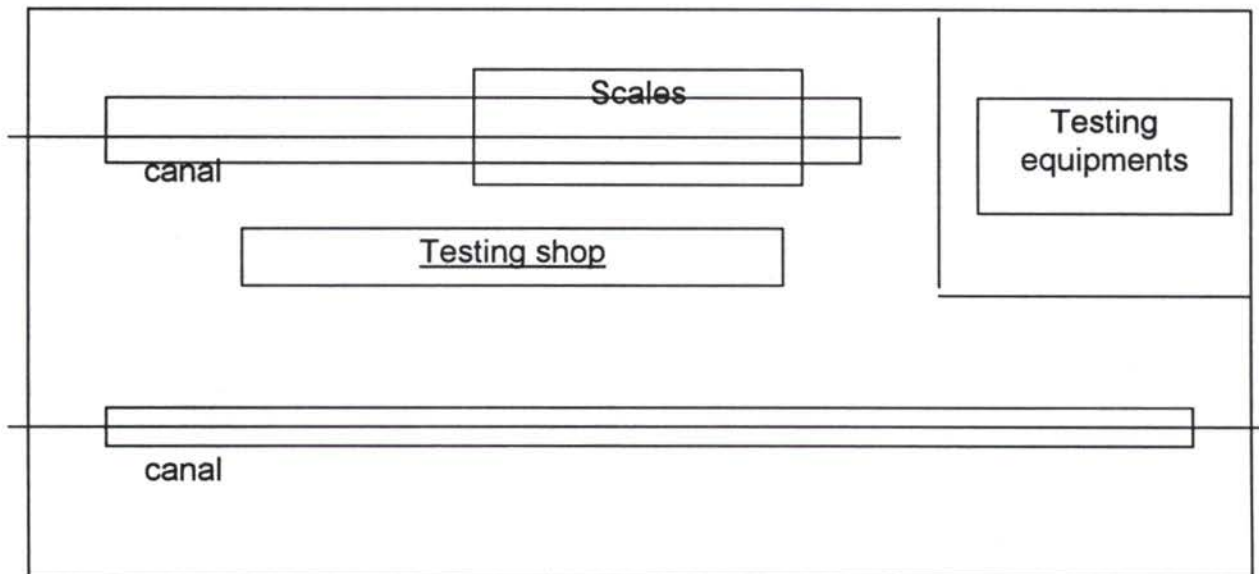 Scales
Testing
equipments
canal
Testing shop
canal